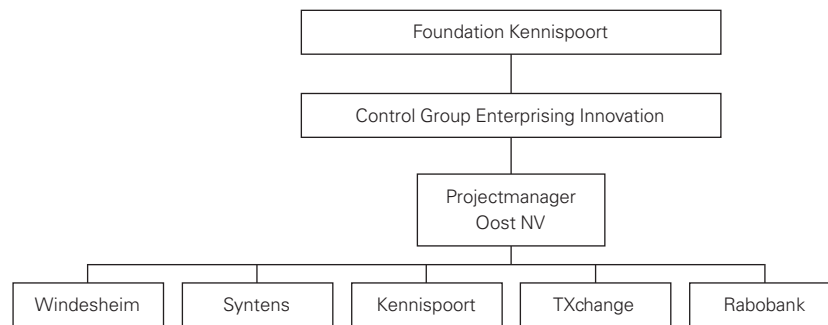 Foundation Kennispoort
Control Group Enterprising Innovation
Projectmanager
Oost NV
Windesheim
Syntens
Kennispoort
TXchange
Rabobank